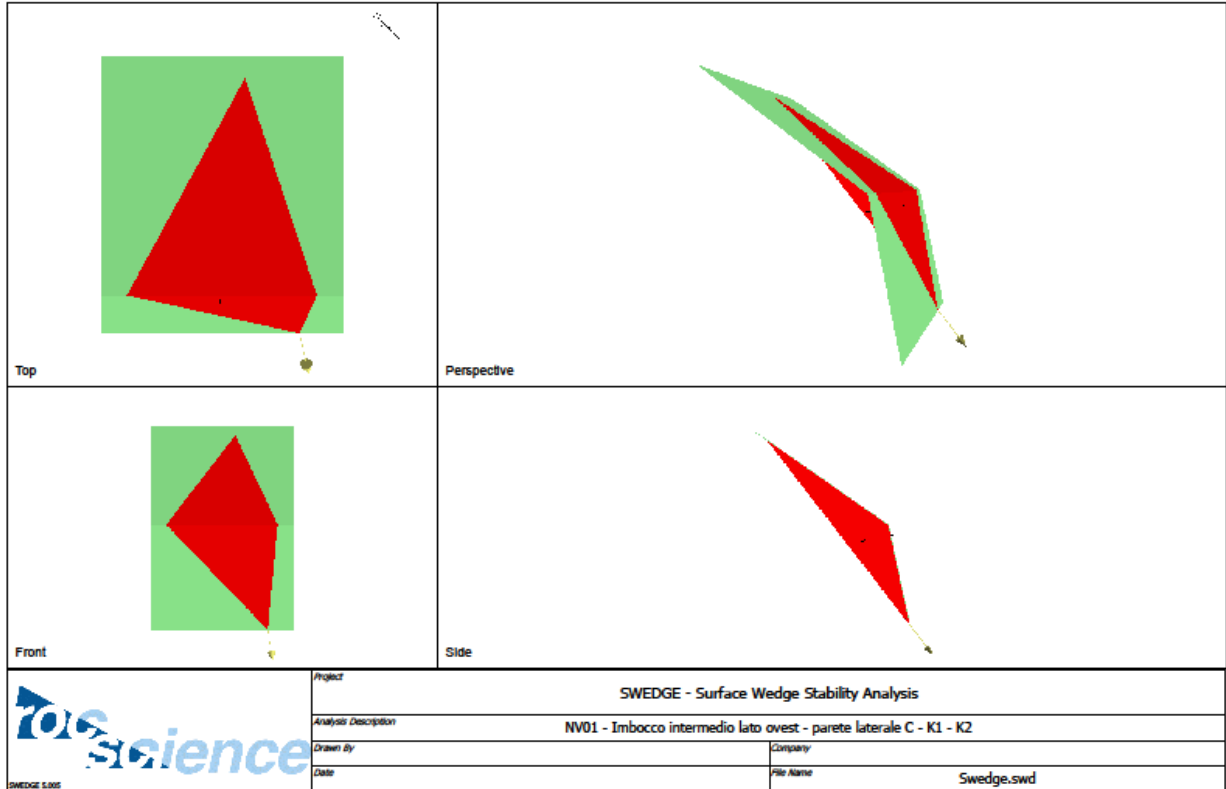 Top
Perspective
Front
Side
rocscience
SWEDGE 5.005
Project
SWEDGE - Surface Wedge Stability Analysis
Analysis Description
NV01 - Imbocco intermedio lato ovest - parete laterale C - K1 - K2
Drawn By
Company
Date
File Name
Swedge.swd